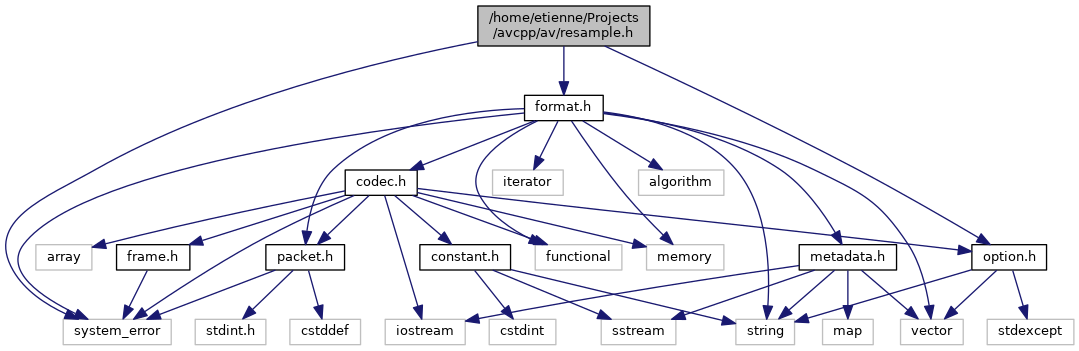 /home/etienne/Projects
/avcpp/av/resample.h
format.h
codec.h
iterator
algorithm
array
frame.h
packet.h
constant.h
functional
memory
metadata.h
option.h
system_error
stdint.h
cstddef
iostream
cstdint
sstream
string
map
vector
stdexcept